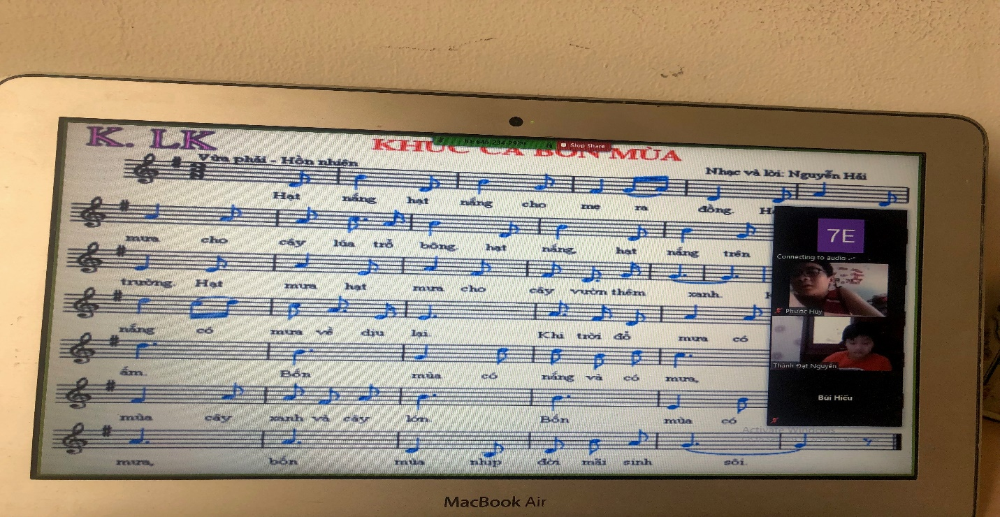 K. LK
KHÚC CA BỐN MÙA
Stop Share
Vừa phải - Hồn nhiên
Nhạc và lời: Nguyễn Hải
Hạt nắng hạt nắng cho mẹ ra đồng.
mưa cho cây lúa trổ bông. hạt nắng, hạt nắng trên
trường. Hạt mưa hạt mưa cho cây vườn thêm xanh.
nắng có mưa về dịu lại. Khi trời đổ mưa có
ấm. Bốn mùa có nắng và có mưa,
mùa cây xanh và cây lớn. Bốn mùa có
mưa, bốn mùa nhịp đời mãi sinh sôi.
7E
Connecting to audio
Phước Huy
Thành Đạt Nguyễn
Bùi Hiếu
Activate Windows
MacBook Air